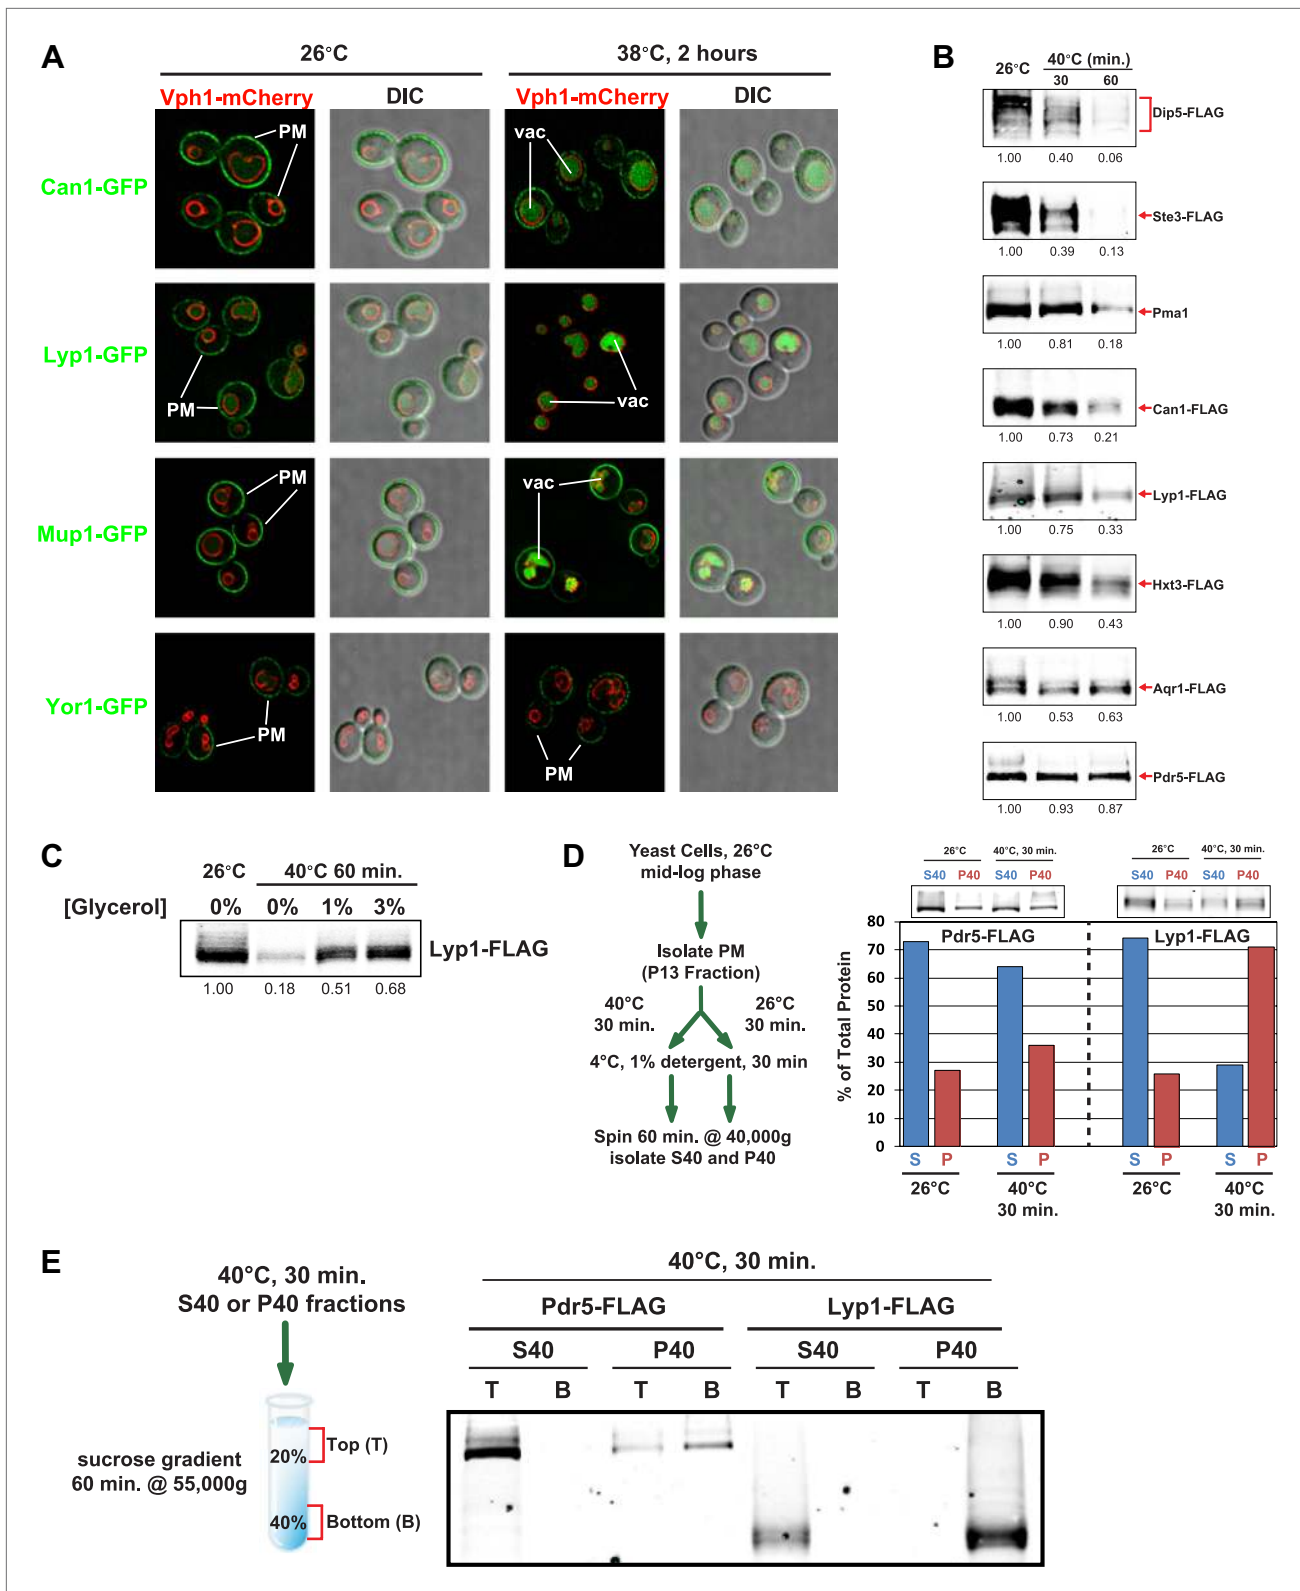 A
26°C
38°C, 2 hours
Vph1-mCherry
DIC
Vph1-mCherry
DIC
Can1-GFP
PM
vac
Lyp1-GFP
PM
vac
Mup1-GFP
PM
vac
Yor1-GFP
PM
PM
B
26°C
40°C (min.)
30
60
Dip5-FLAG
1.00 0.40 0.06
Ste3-FLAG
1.00 0.39 0.13
Pma1
1.00 0.81 0.18
Can1-FLAG
1.00 0.73 0.21
Lyp1-FLAG
1.00 0.75 0.33
Hxt3-FLAG
1.00 0.90 0.43
Aqr1-FLAG
1.00 0.53 0.63
Pdr5-FLAG
1.00 0.93 0.87
C
26°C
40°C 60 min.
[Glycerol] 0% 0% 1% 3%
Lyp1-FLAG
1.00 0.18 0.51 0.68
D
Yeast Cells, 26°C
mid-log phase
Isolate PM
(P13 Fraction)
40°C
30 min.
26°C
30 min.
4°C, 1% detergent, 30 min
Spin 60 min. @ 40,000g
isolate S40 and P40
26°C
40°C, 30 min.
26°C
40°C, 30 min.
S40 P40 S40 P40
S40 P40 S40 P40
Pdr5-FLAG
Lyp1-FLAG
% of Total Protein
80
70
60
50
40
30
20
10
0
S P S P S P S P
26°C
40°C
30 min.
26°C
40°C
30 min.
E
40°C, 30 min.
S40 or P40 fractions
sucrose gradient
60 min. @ 55,000g
20%
Top (T)
40%
Bottom (B)
40°C, 30 min.
Pdr5-FLAG
Lyp1-FLAG
S40 P40 S40 P40
T B T B T B T B